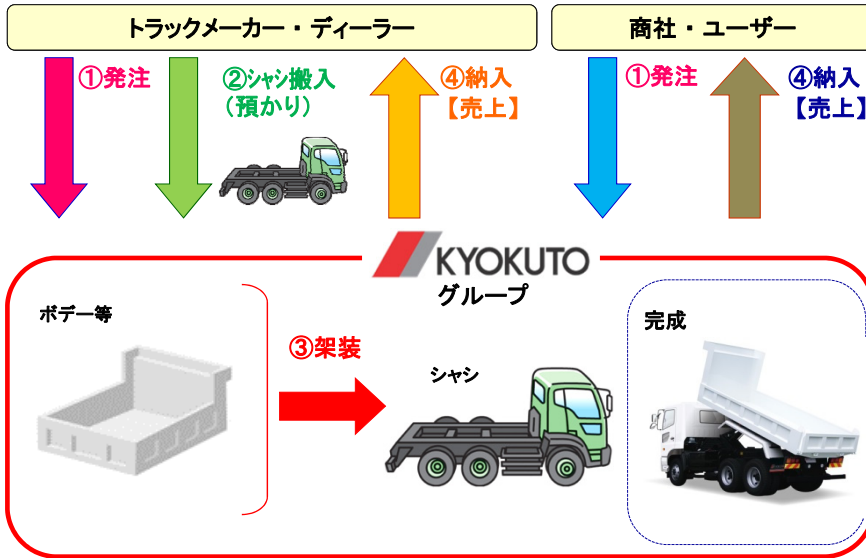 トラックメーカー・ディーラー
商社・ユーザー
①発注
②シャシ搬入
(預かり)
④納入
【売上】
①発注
④納入
【売上】
KYOKUTO
グループ
ボデー等
③架装
シャシ
完成